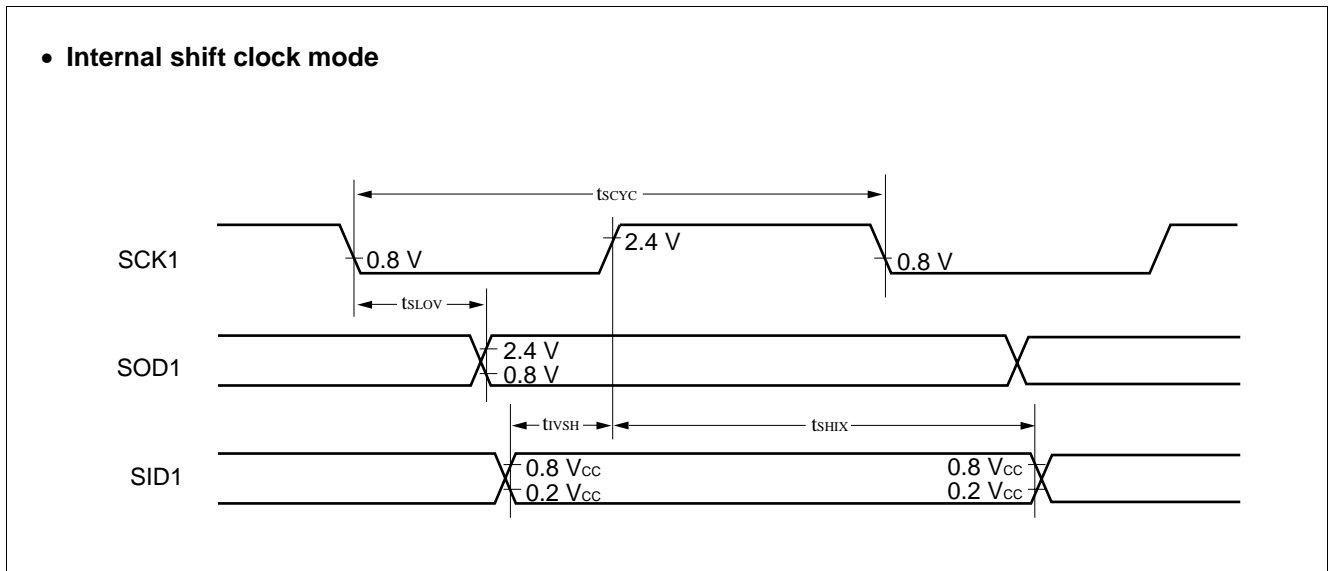 • Internal shift clock mode
tSCYC
SCK1
0.8 V
2.4 V
0.8 V
tSLOV
SOD1
2.4 V
0.8 V
tIVSH
tSHIX
SID1
0.8 VCC
0.2 VCC
0.8 VCC
0.2 VCC